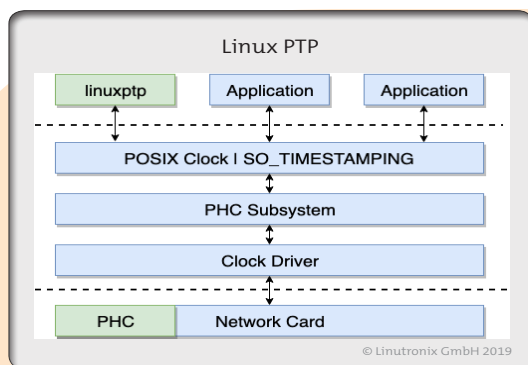 Linux PTP
linuxptp Application Application
POSIX Clock | SO_TIMESTAMPING
PHC Subsystem
Clock Driver
PHC Network Card
© Linutronix GmbH 2019